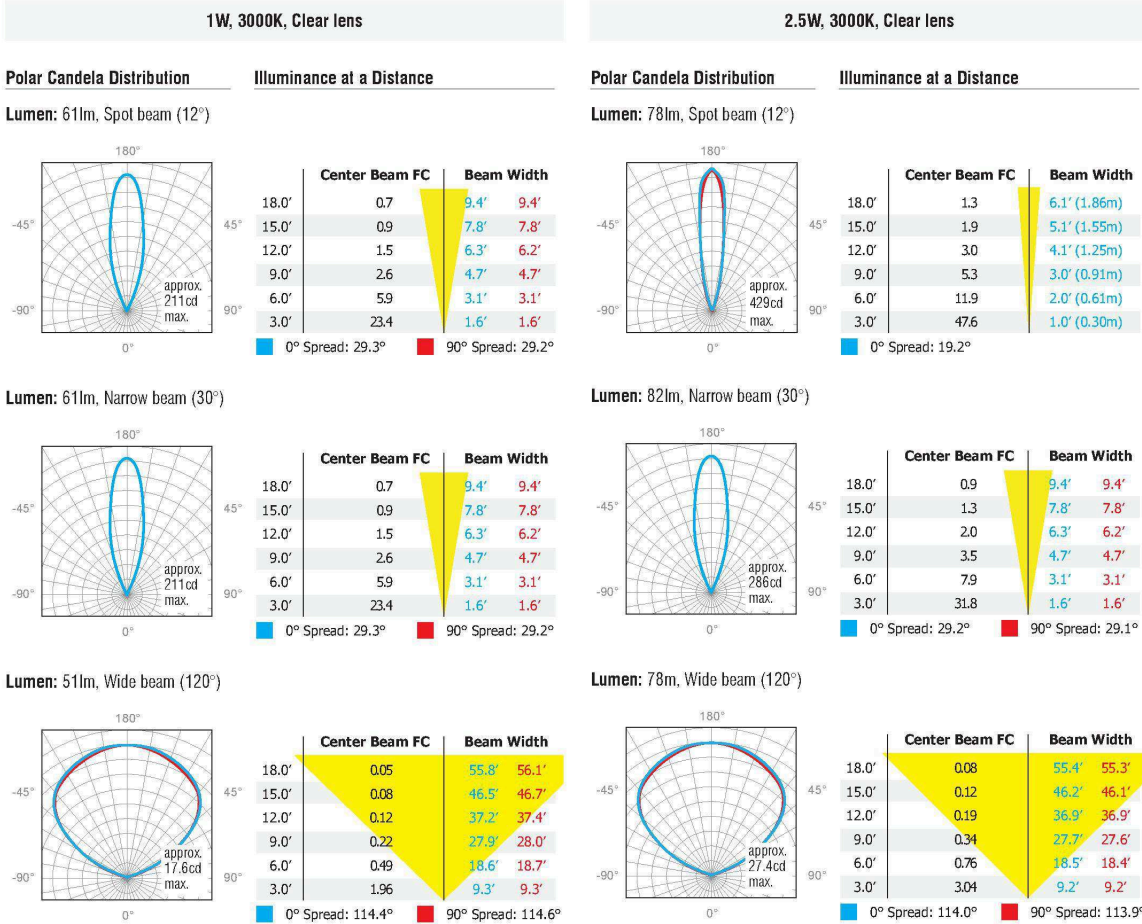 1W, 3000K, Clear lens
Polar Candela Distribution
Illuminance at a Distance
Lumen: 61lm, Spot beam (12°)
180°
-45°
45°
-90°
90°
0°
approx.
211cd
max.
Center Beam FC Beam Width
18.0′ 0.7 9.4′ 9.4′
15.0′ 0.9 7.8′ 7.8′
12.0′ 1.5 6.3′ 6.2′
9.0′ 2.6 4.7′ 4.7′
6.0′ 5.9 3.1′ 3.1′
3.0′ 23.4 1.6′ 1.6′
0° Spread: 29.3° 90° Spread: 29.2°
Lumen: 61lm, Narrow beam (30°)
180°
-45°
45°
-90°
90°
0°
approx.
211cd
max.
Center Beam FC Beam Width
18.0′ 0.7 9.4′ 9.4′
15.0′ 0.9 7.8′ 7.8′
12.0′ 1.5 6.3′ 6.2′
9.0′ 2.6 4.7′ 4.7′
6.0′ 5.9 3.1′ 3.1′
3.0′ 23.4 1.6′ 1.6′
0° Spread: 29.3° 90° Spread: 29.2°
Lumen: 51lm, Wide beam (120°)
180°
-45°
45°
-90°
90°
0°
approx.
17.6cd
max.
Center Beam FC Beam Width
18.0′ 0.05 55.8′ 56.1′
15.0′ 0.08 46.5′ 46.7′
12.0′ 0.12 37.2′ 37.4′
9.0′ 0.22 27.9′ 28.0′
6.0′ 0.49 18.6′ 18.7′
3.0′ 1.96 9.3′ 9.3′
0° Spread: 114.4° 90° Spread: 114.6°
2.5W, 3000K, Clear lens
Polar Candela Distribution
Illuminance at a Distance
Lumen: 78lm, Spot beam (12°)
180°
-45°
45°
-90°
90°
0°
approx.
429cd
max.
Center Beam FC Beam Width
18.0′ 1.3 6.1′ (1.86m)
15.0′ 1.9 5.1′ (1.55m)
12.0′ 3.0 4.1′ (1.25m)
9.0′ 5.3 3.0′ (0.91m)
6.0′ 11.9 2.0′ (0.61m)
3.0′ 47.6 1.0′ (0.30m)
0° Spread: 19.2°
Lumen: 82lm, Narrow beam (30°)
180°
-45°
45°
-90°
90°
0°
approx.
286cd
max.
Center Beam FC Beam Width
18.0′ 0.9 9.4′ 9.4′
15.0′ 1.3 7.8′ 7.8′
12.0′ 2.0 6.3′ 6.2′
9.0′ 3.5 4.7′ 4.7′
6.0′ 7.9 3.1′ 3.1′
3.0′ 31.8 1.6′ 1.6′
0° Spread: 29.2° 90° Spread: 29.1°
Lumen: 78m, Wide beam (120°)
180°
-45°
45°
-90°
90°
0°
approx.
27.4cd
max.
Center Beam FC Beam Width
18.0′ 0.08 55.4′ 55.3′
15.0′ 0.12 46.2′ 46.1′
12.0′ 0.19 36.9′ 36.9′
9.0′ 0.34 27.7′ 27.6′
6.0′ 0.76 18.5′ 18.4′
3.0′ 3.04 9.2′ 9.2′
0° Spread: 114.0° 90° Spread: 113.9°